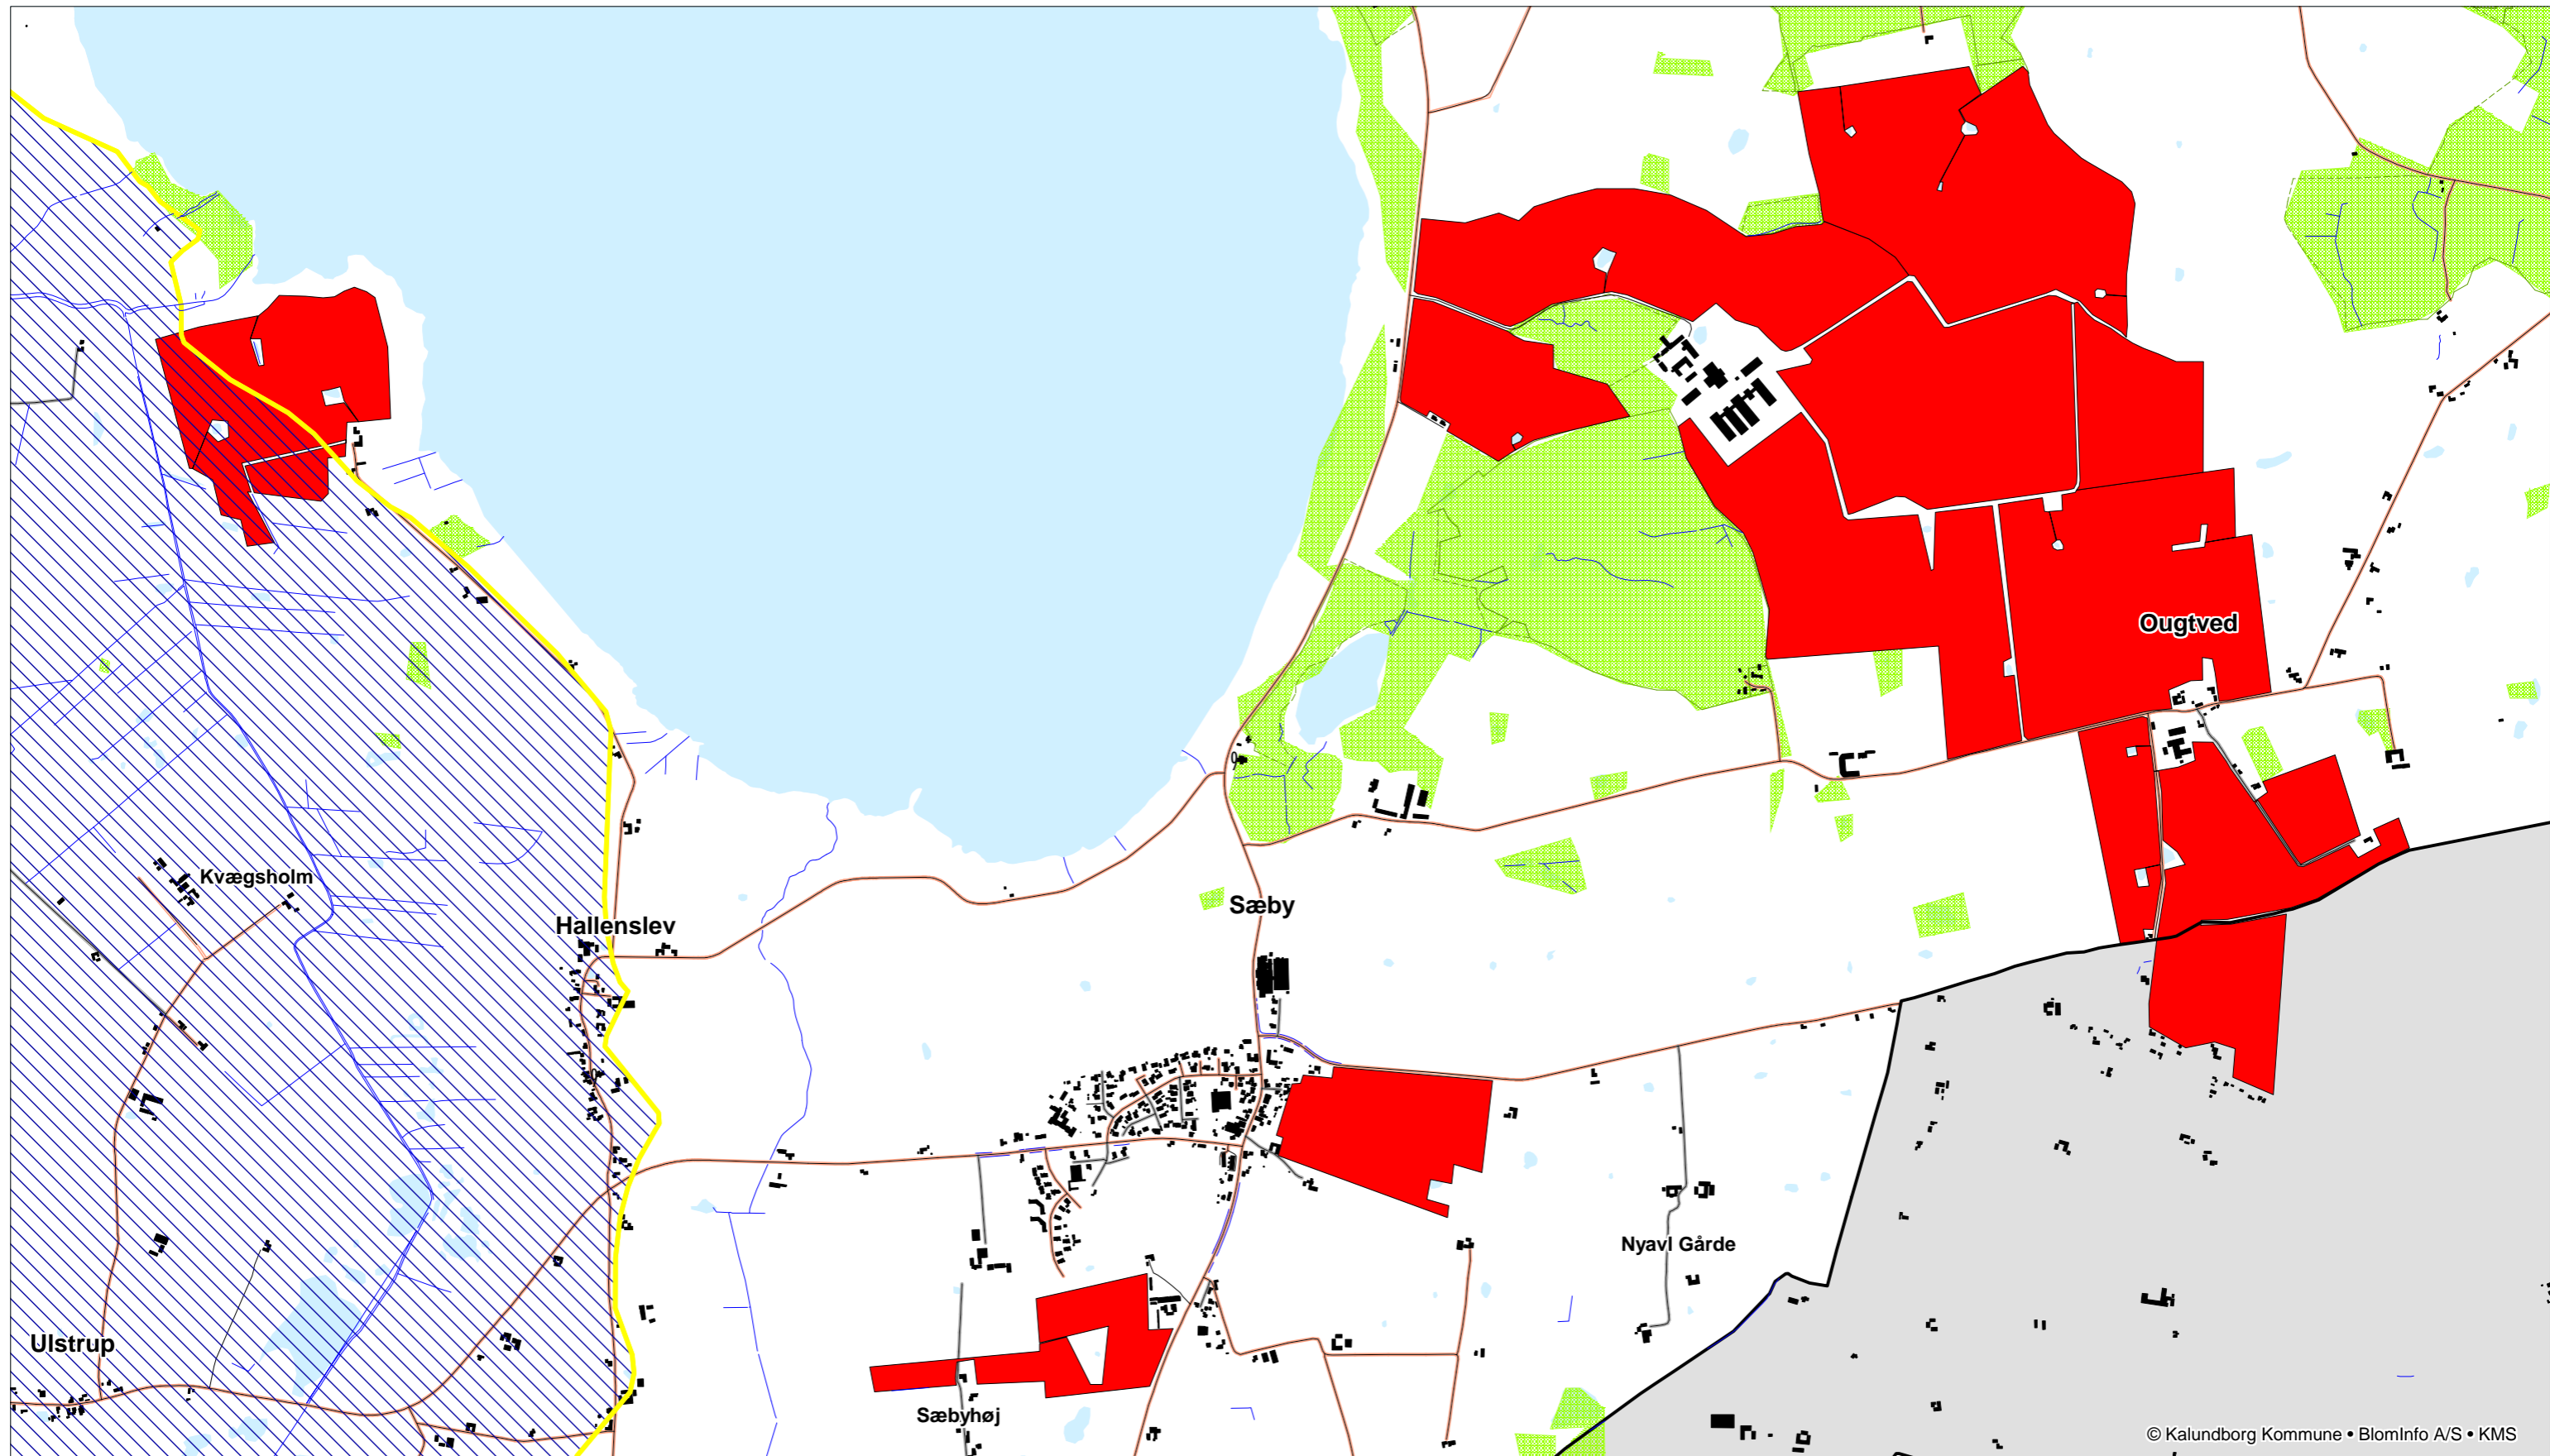 Ougtved
Kvægsholm
Hallenslev
Sæby
Nyavl Gårde
Ulstrup
Sæbyhøj
© Kalundborg Kommune • BlomInfo A/S • KMS